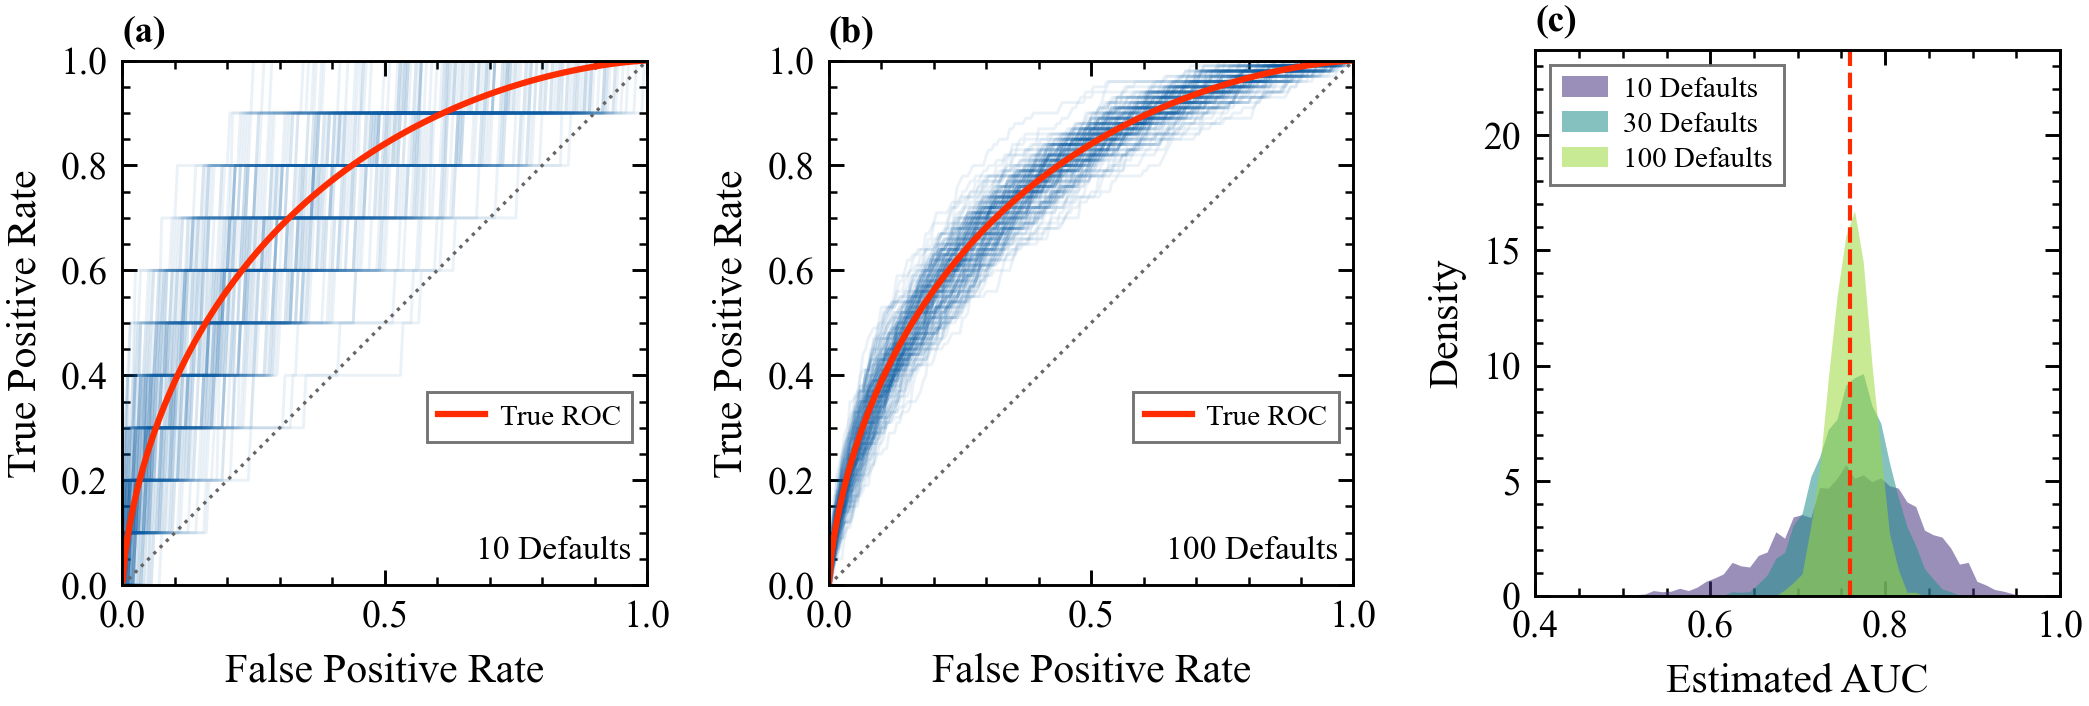 (a)
1.0
0.8
0.6
0.4
0.2
0.0
True Positive Rate
True ROC
10 Defaults
0.0 0.5 1.0
False Positive Rate
(b)
1.0
0.8
0.6
0.4
0.2
0.0
True Positive Rate
True ROC
100 Defaults
0.0 0.5 1.0
False Positive Rate
(c)
10 Defaults
30 Defaults
100 Defaults
20
15
10
5
0
Density
0.4 0.6 0.8 1.0
Estimated AUC